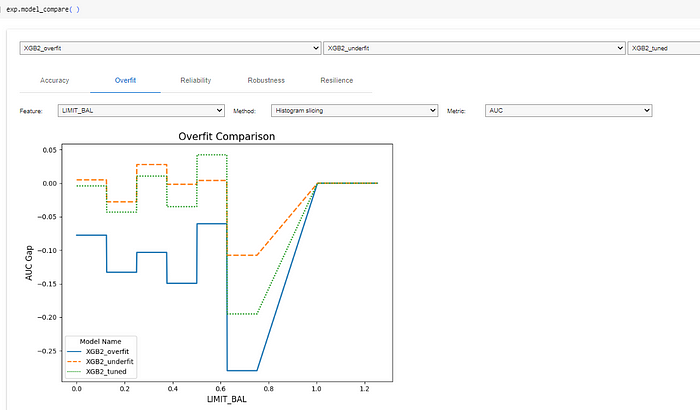 exp.model_compare( )
XGB2_overfit XGB2_underfit XGB2_tuned
Accuracy Overfit Reliability Robustness Resilience
Feature: LIMIT_BAL Method: Histogram slicing Metric: AUC
Overfit Comparison
0.05
0.00
−0.05
−0.10
−0.15
−0.20
−0.25
AUC Gap
Model Name
XGB2_overfit
XGB2_underfit
XGB2_tuned
0.0 0.2 0.4 0.6 0.8 1.0 1.2
LIMIT_BAL